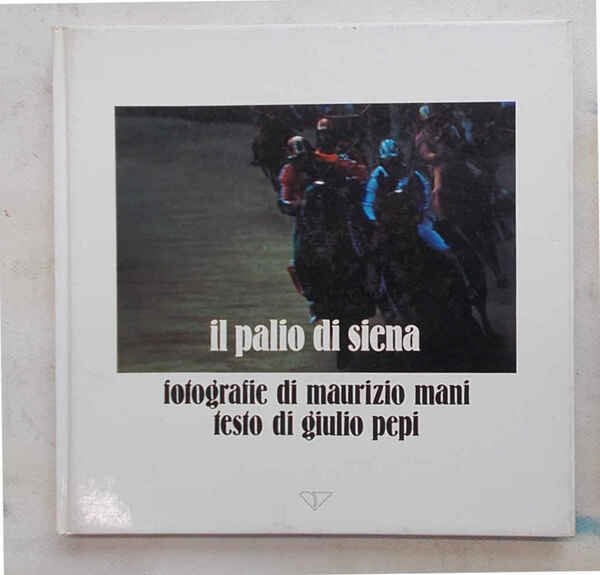 il palio di siena
fotografie di maurizio mani
testo di giulio pepi